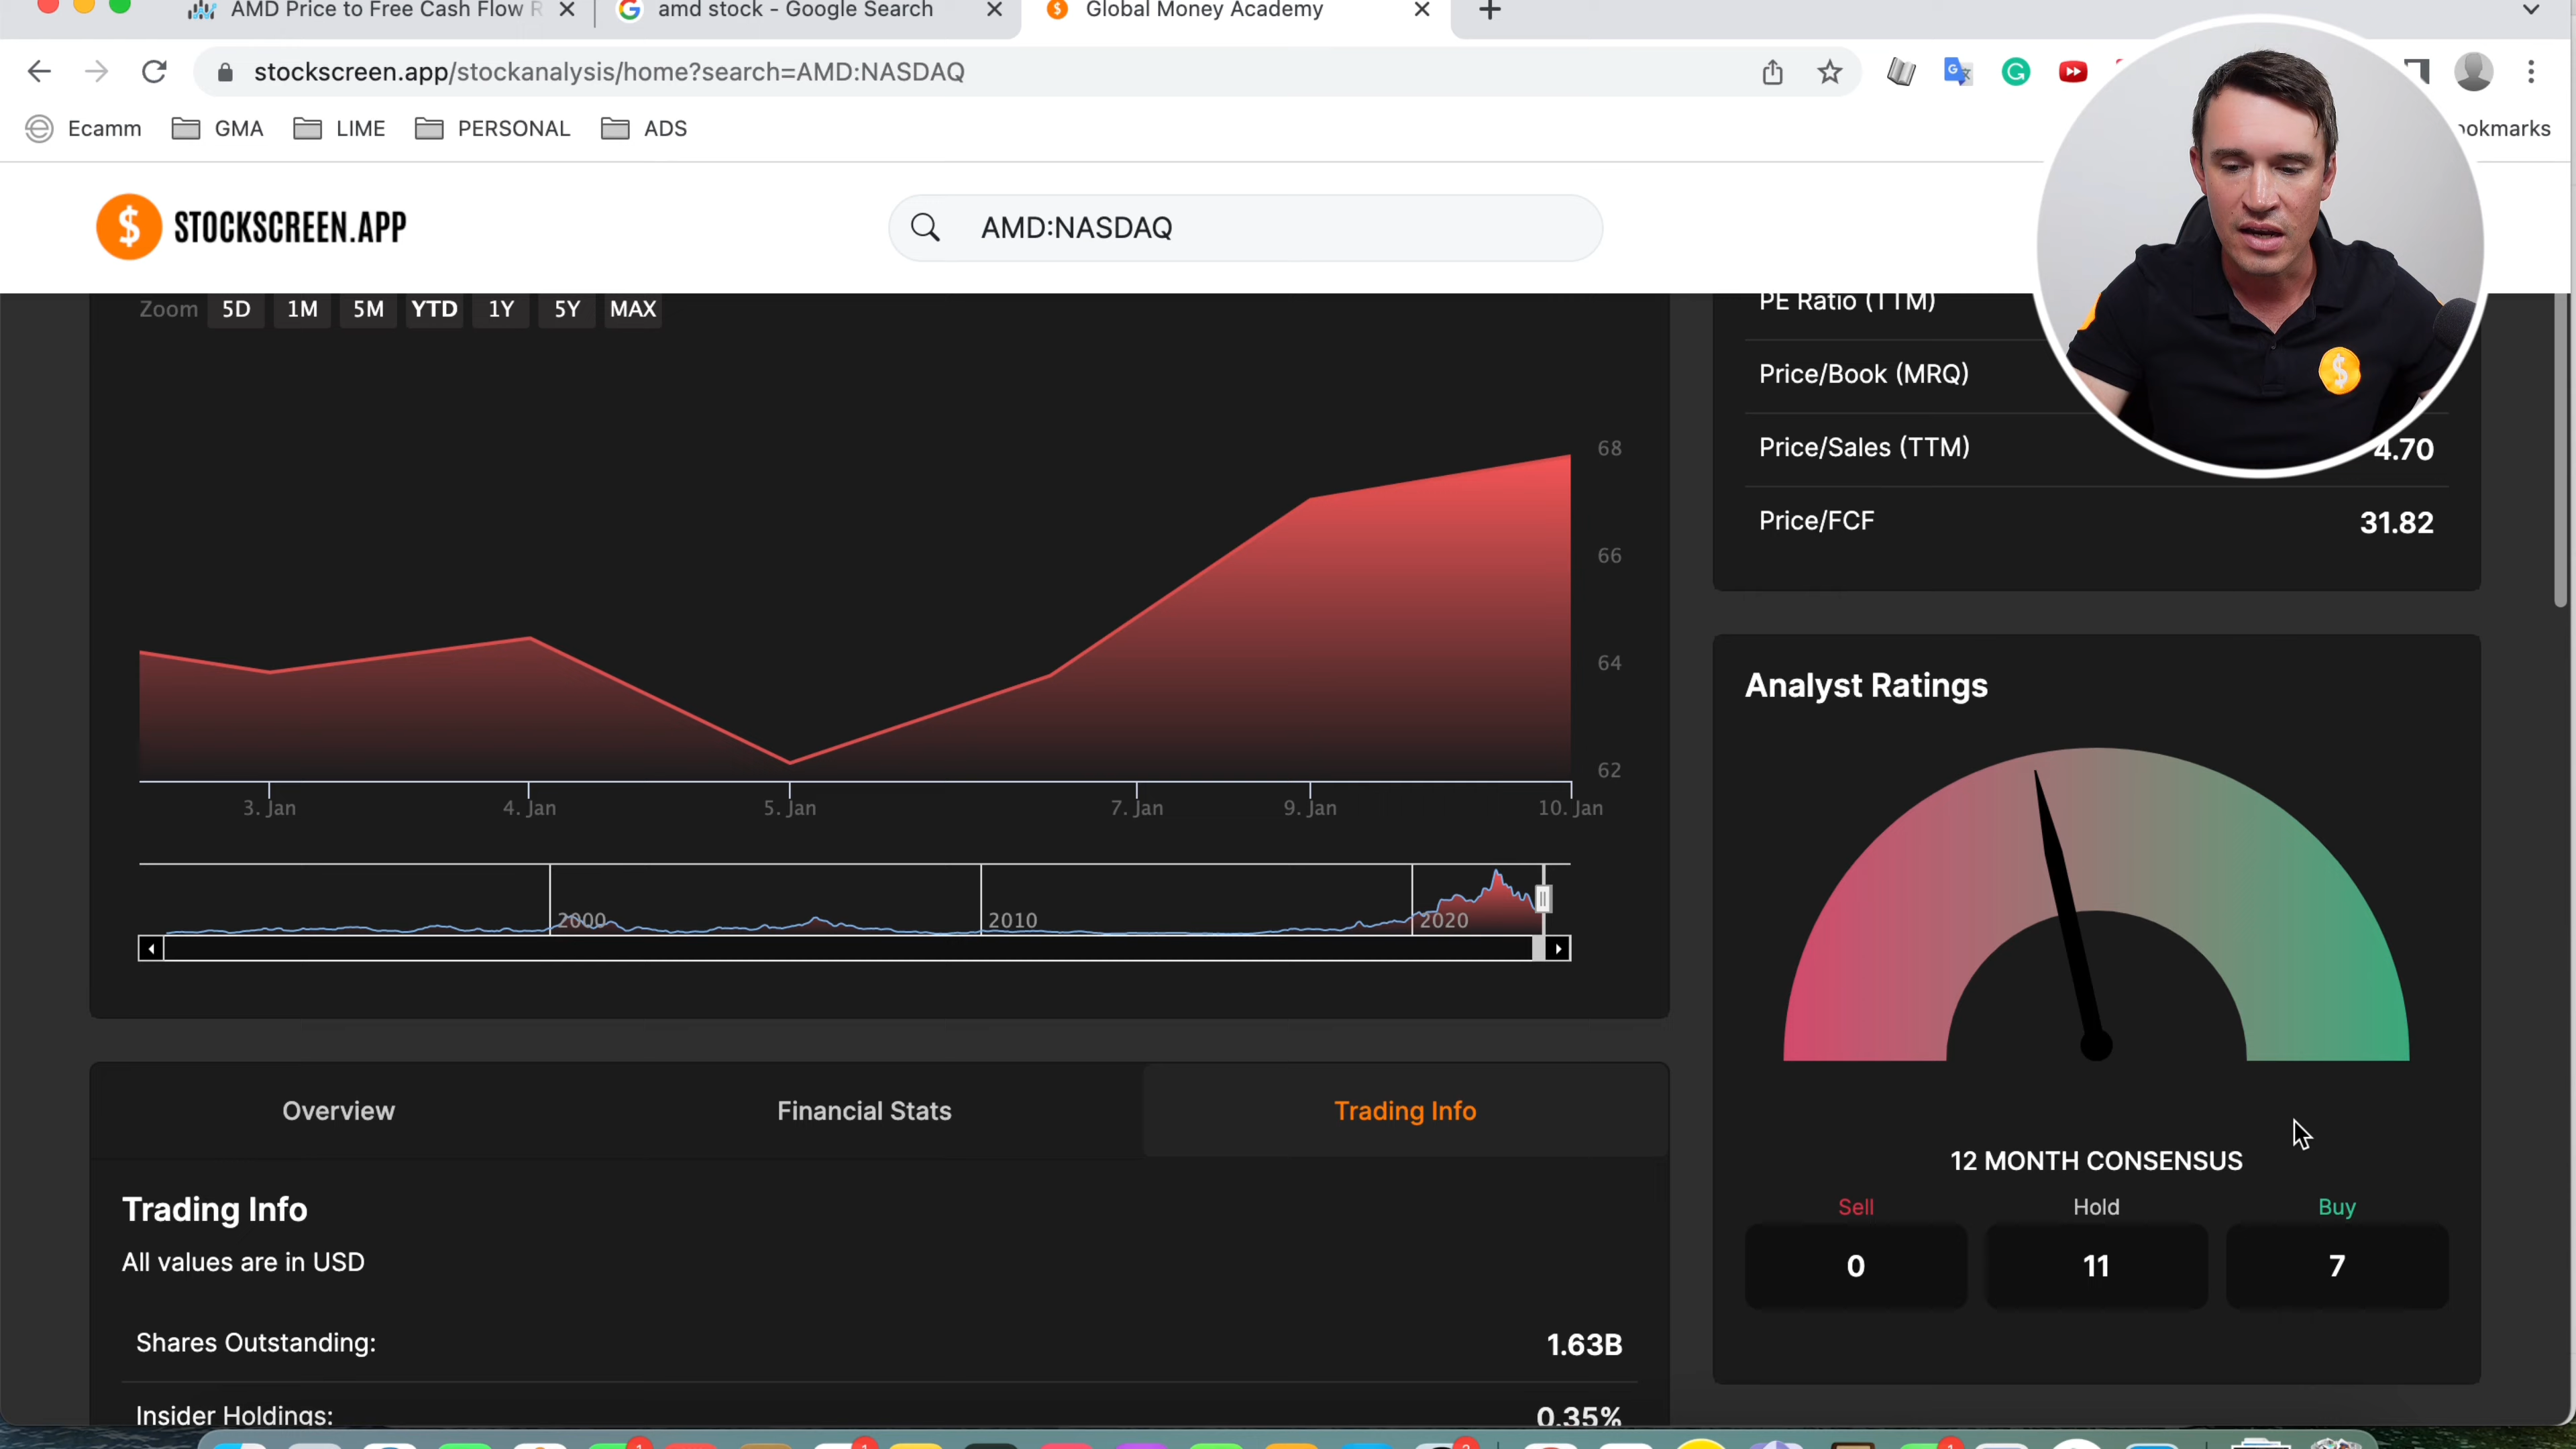 AMD Price to Free Cash Flow R
amd stock - Google Search
Global Money Academy
stockscreen.app/stockanalysis/home?search=AMD:NASDAQ
Ecamm
GMA
LIME
PERSONAL
ADS
ookmarks
$ STOCKSCREEN.APP
AMD:NASDAQ
Zoom 5D 1M 5M YTD 1Y 5Y MAX
68
66
64
62
3. Jan 4. Jan 5. Jan 7. Jan 9. Jan 10. Jan
2000 2010 2020
PE Ratio (TTM)
Price/Book (MRQ)
Price/Sales (TTM) 4.70
Price/FCF 31.82
Analyst Ratings
12 MONTH CONSENSUS
Sell Hold Buy
0 11 7
Overview Financial Stats Trading Info
Trading Info
All values are in USD
Shares Outstanding: 1.63B
Insider Holdings: 0.35%